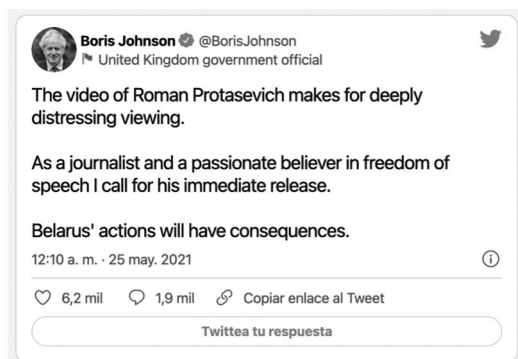 Boris Johnson @BorisJohnson
United Kingdom government official
The video of Roman Protasevich makes for deeply
distressing viewing.
As a journalist and a passionate believer in freedom of
speech I call for his immediate release.
Belarus' actions will have consequences.
12:10 a. m. · 25 may. 2021
6,2 mil 1,9 mil Copiar enlace al Tweet
Twittea tu respuesta